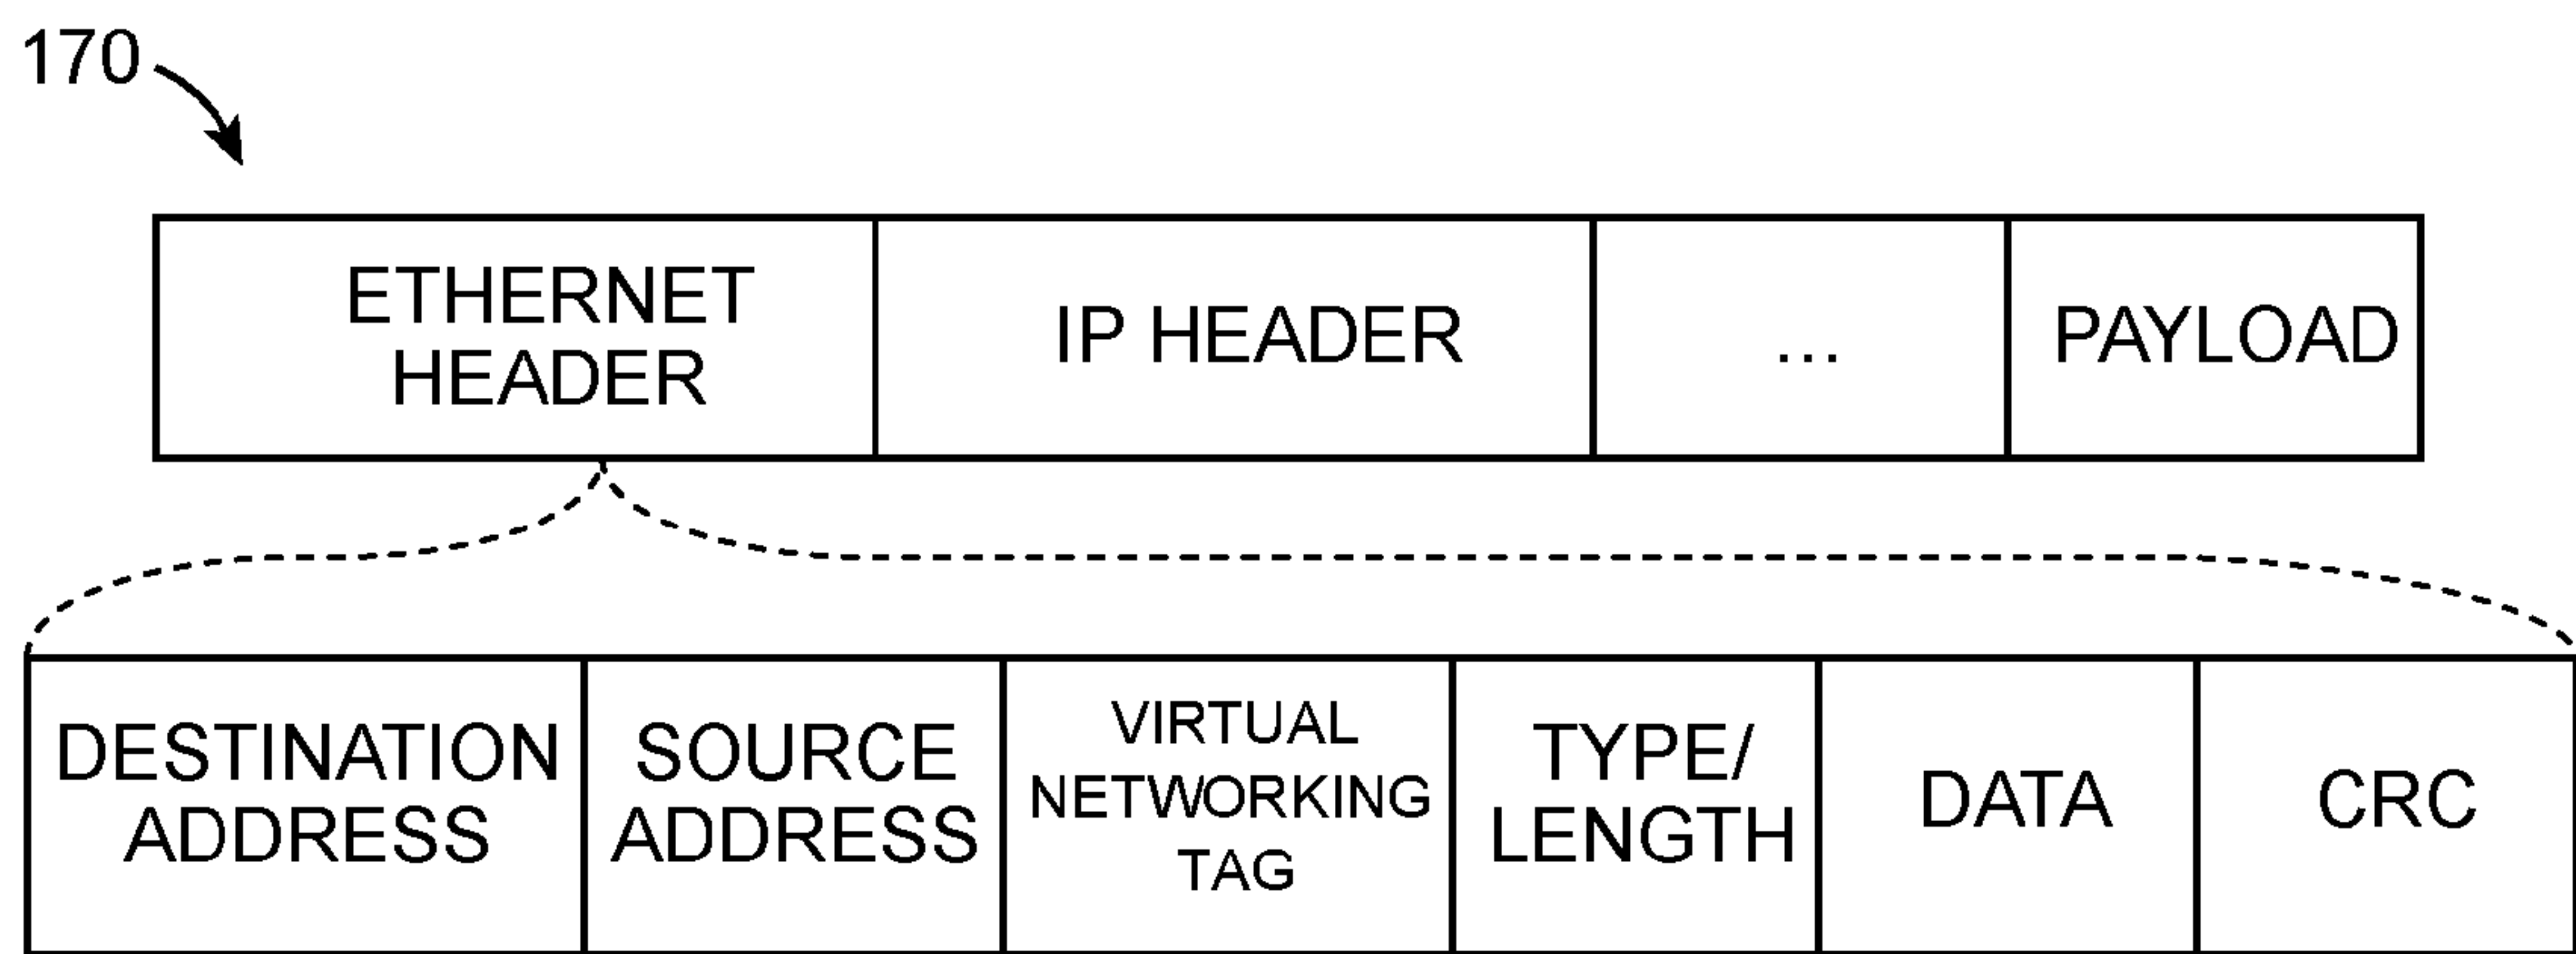 170
ETHERNET
HEADER
IP HEADER
...
PAYLOAD
DESTINATION
ADDRESS
SOURCE
ADDRESS
VIRTUAL
NETWORKING
TAG
TYPE/
LENGTH
DATA
CRC